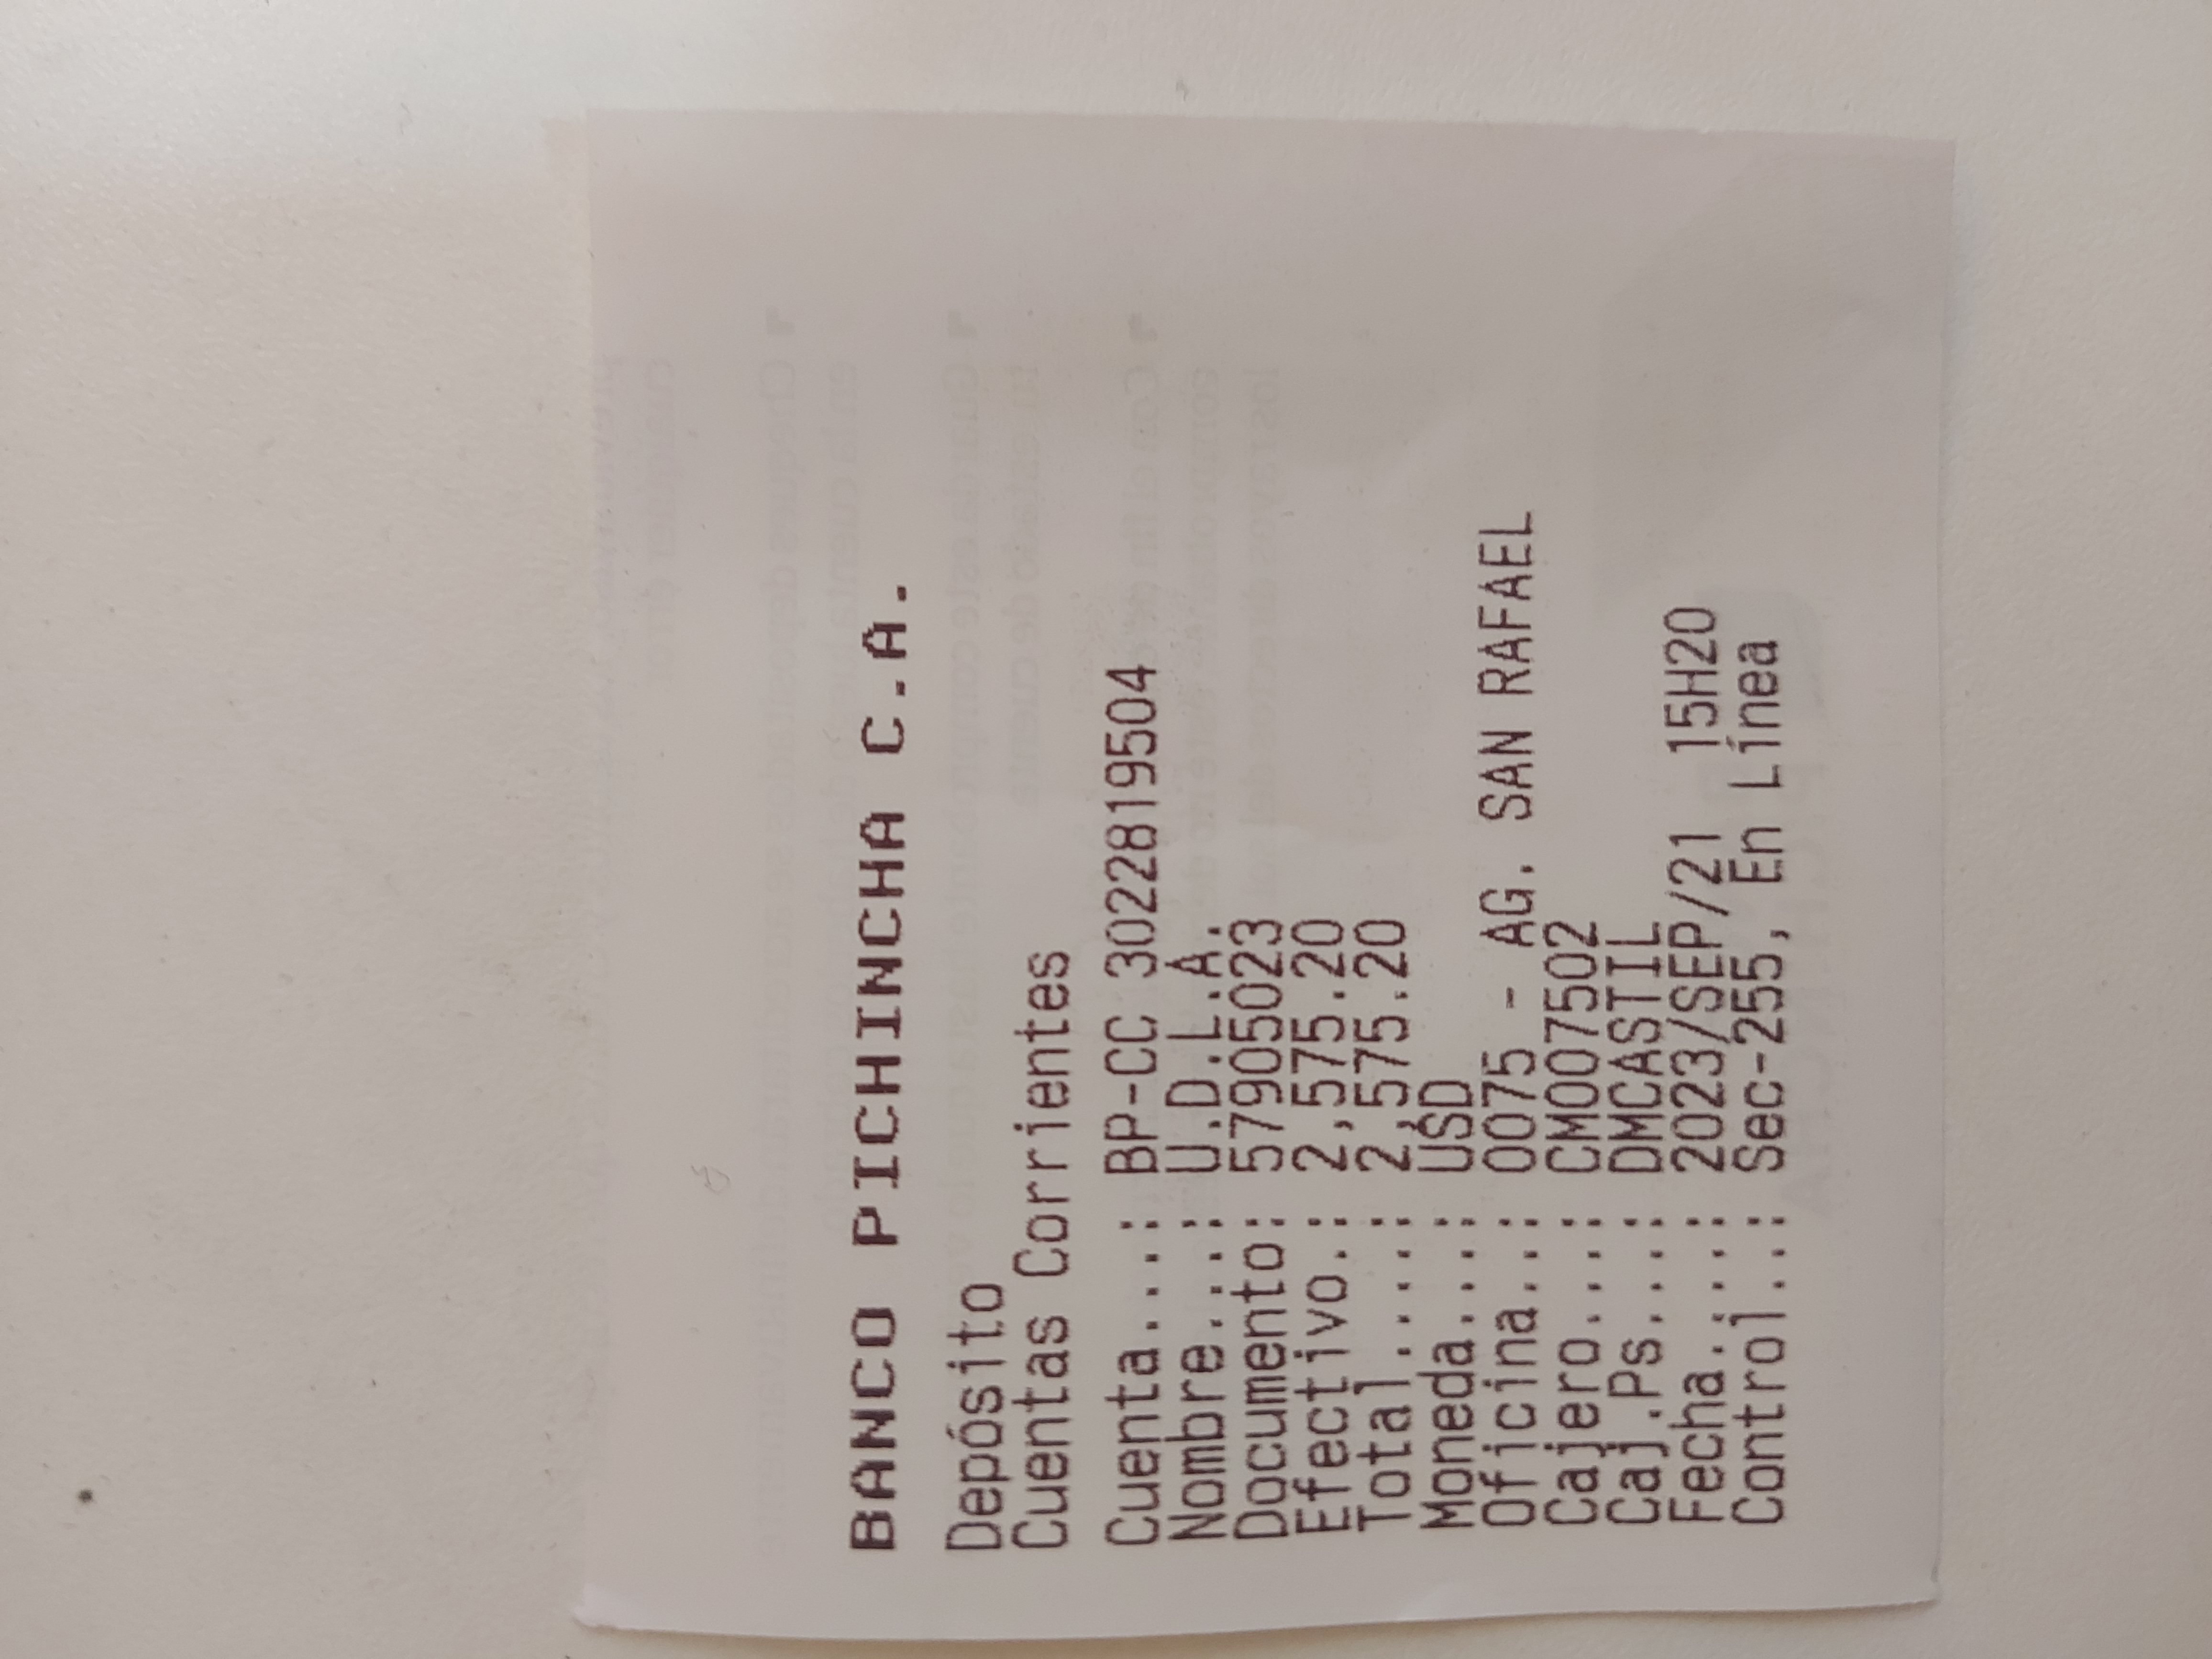 BANCO PICHINCHA C.A.
Depósito
Cuentas Corrientes
Cuenta....: BP-CC 3022819504
Nombre....: U.D.L.A.
Documento: 57905023
Efectivo.: 2,575.20
Total.....: 2,575.20
Moneda....: USD
Oficina...: 0075 - AG. SAN RAFAEL
Cajero....: CM007502
Caj.Ps....: DMCASTIL
Fecha.....: 2023/SEP/21 15H20
Control...: Sec-255, En Línea